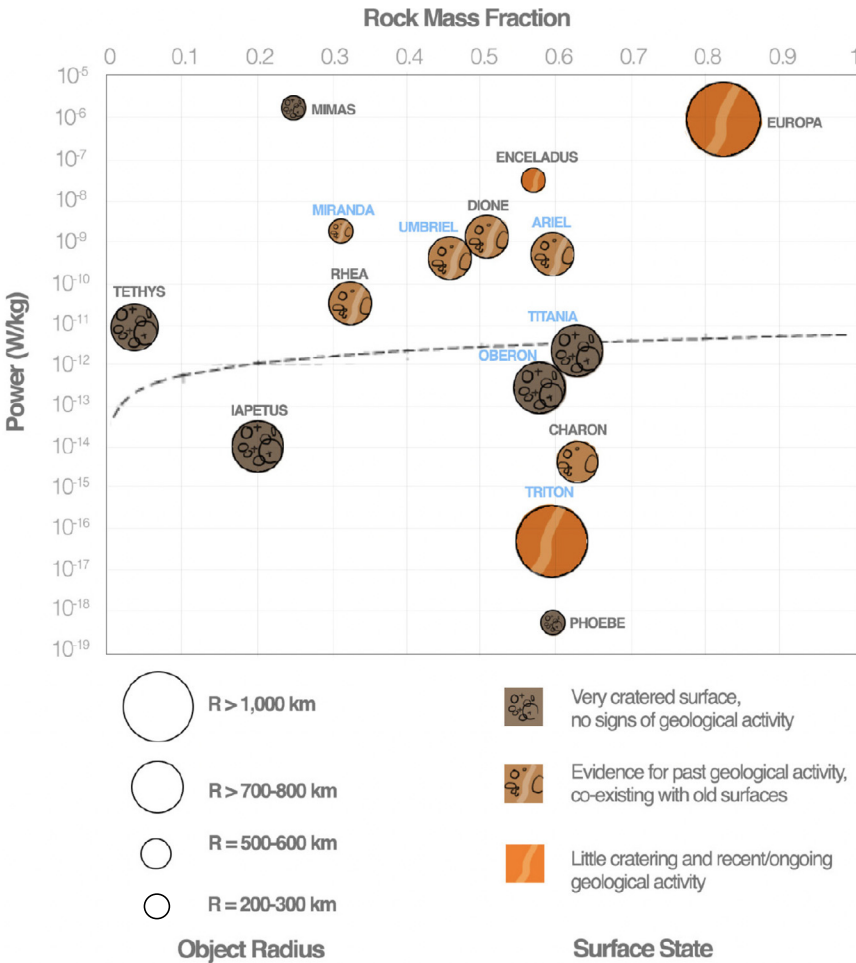 Rock Mass Fraction
0 0.1 0.2 0.3 0.4 0.5 0.6 0.7 0.8 1
Power (W/kg)
10⁻⁵
10⁻⁶
10⁻⁷
10⁻⁸
10⁻⁹
10⁻¹⁰
10⁻¹¹
10⁻¹²
10⁻¹³
10⁻¹⁴
10⁻¹⁵
10⁻¹⁶
10⁻¹⁷
10⁻¹⁸
10⁻¹⁹
MIMAS
EUROPA
ENCELADUS
MIRANDA
DIONE
UMBRIEL
ARIEL
RHEA
TETHYS
TITANIA
OBERON
IAPETUS
CHARON
TRITON
PHOEBE
R > 1,000 km
R > 700-800 km
R = 500-600 km
R = 200-300 km
Object Radius
Very cratered surface,
no signs of geological activity
Evidence for past geological activity,
co-existing with old surfaces
Little cratering and recent/ongoing
geological activity
Surface State